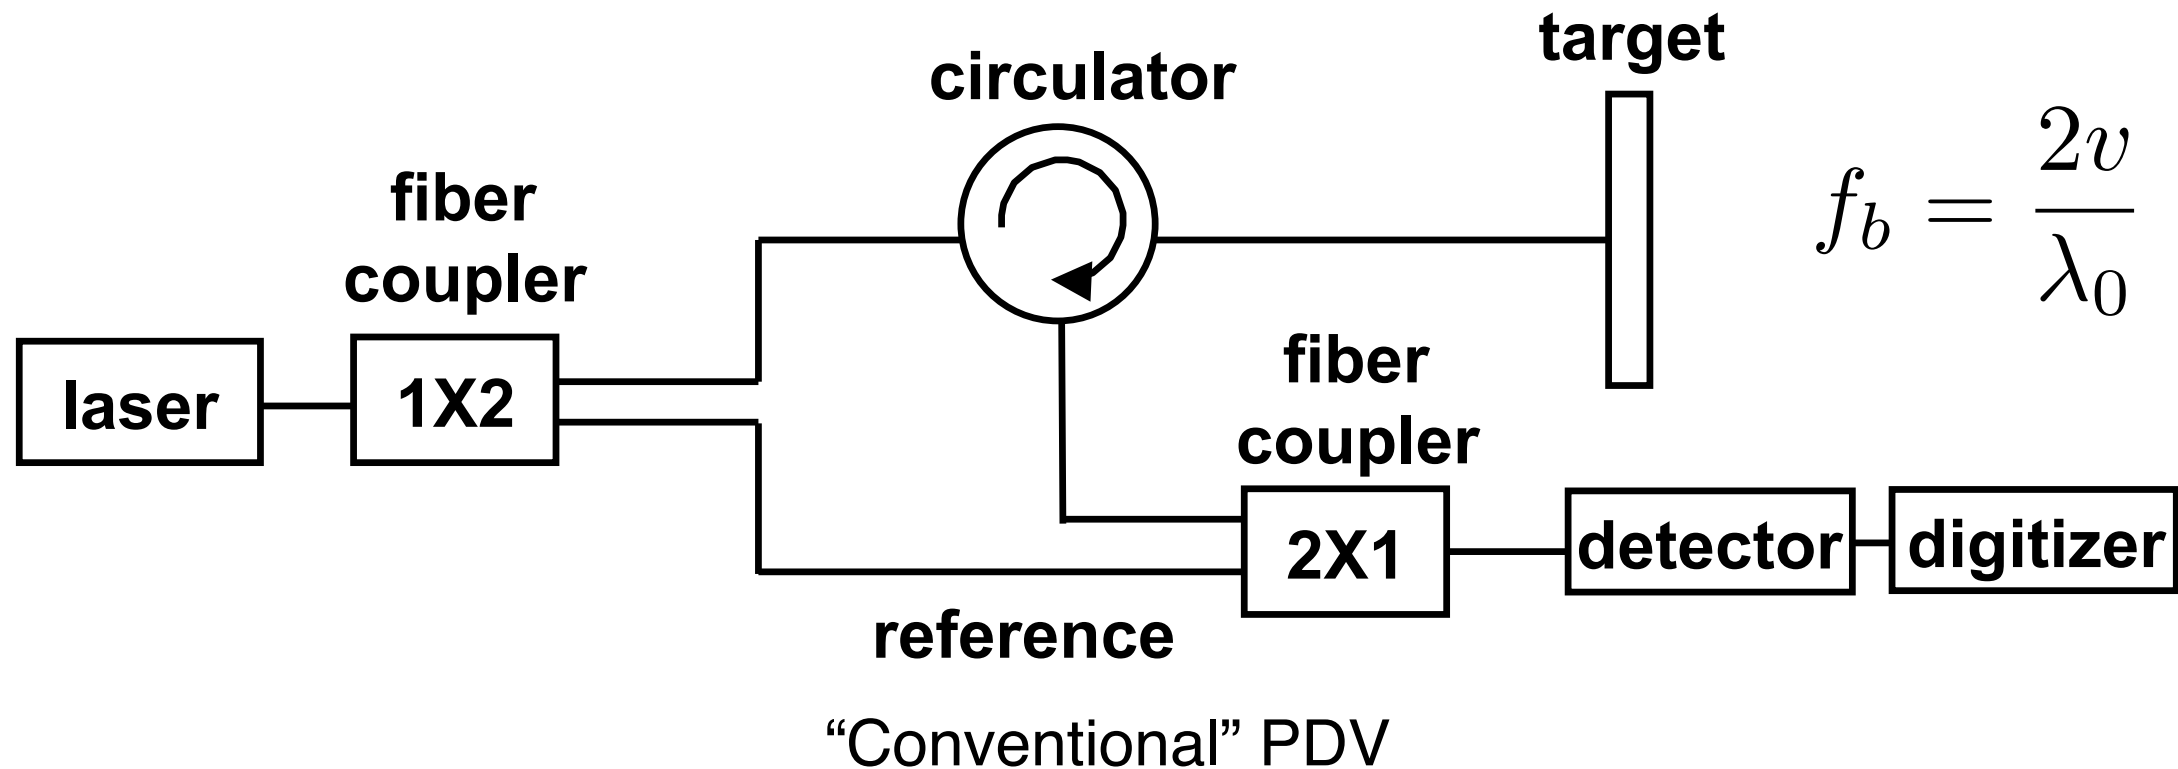 target
circulator
fiber
coupler
f_b = 2v/λ_0
laser
1X2
fiber
coupler
2X1
detector
digitizer
reference
“Conventional” PDV